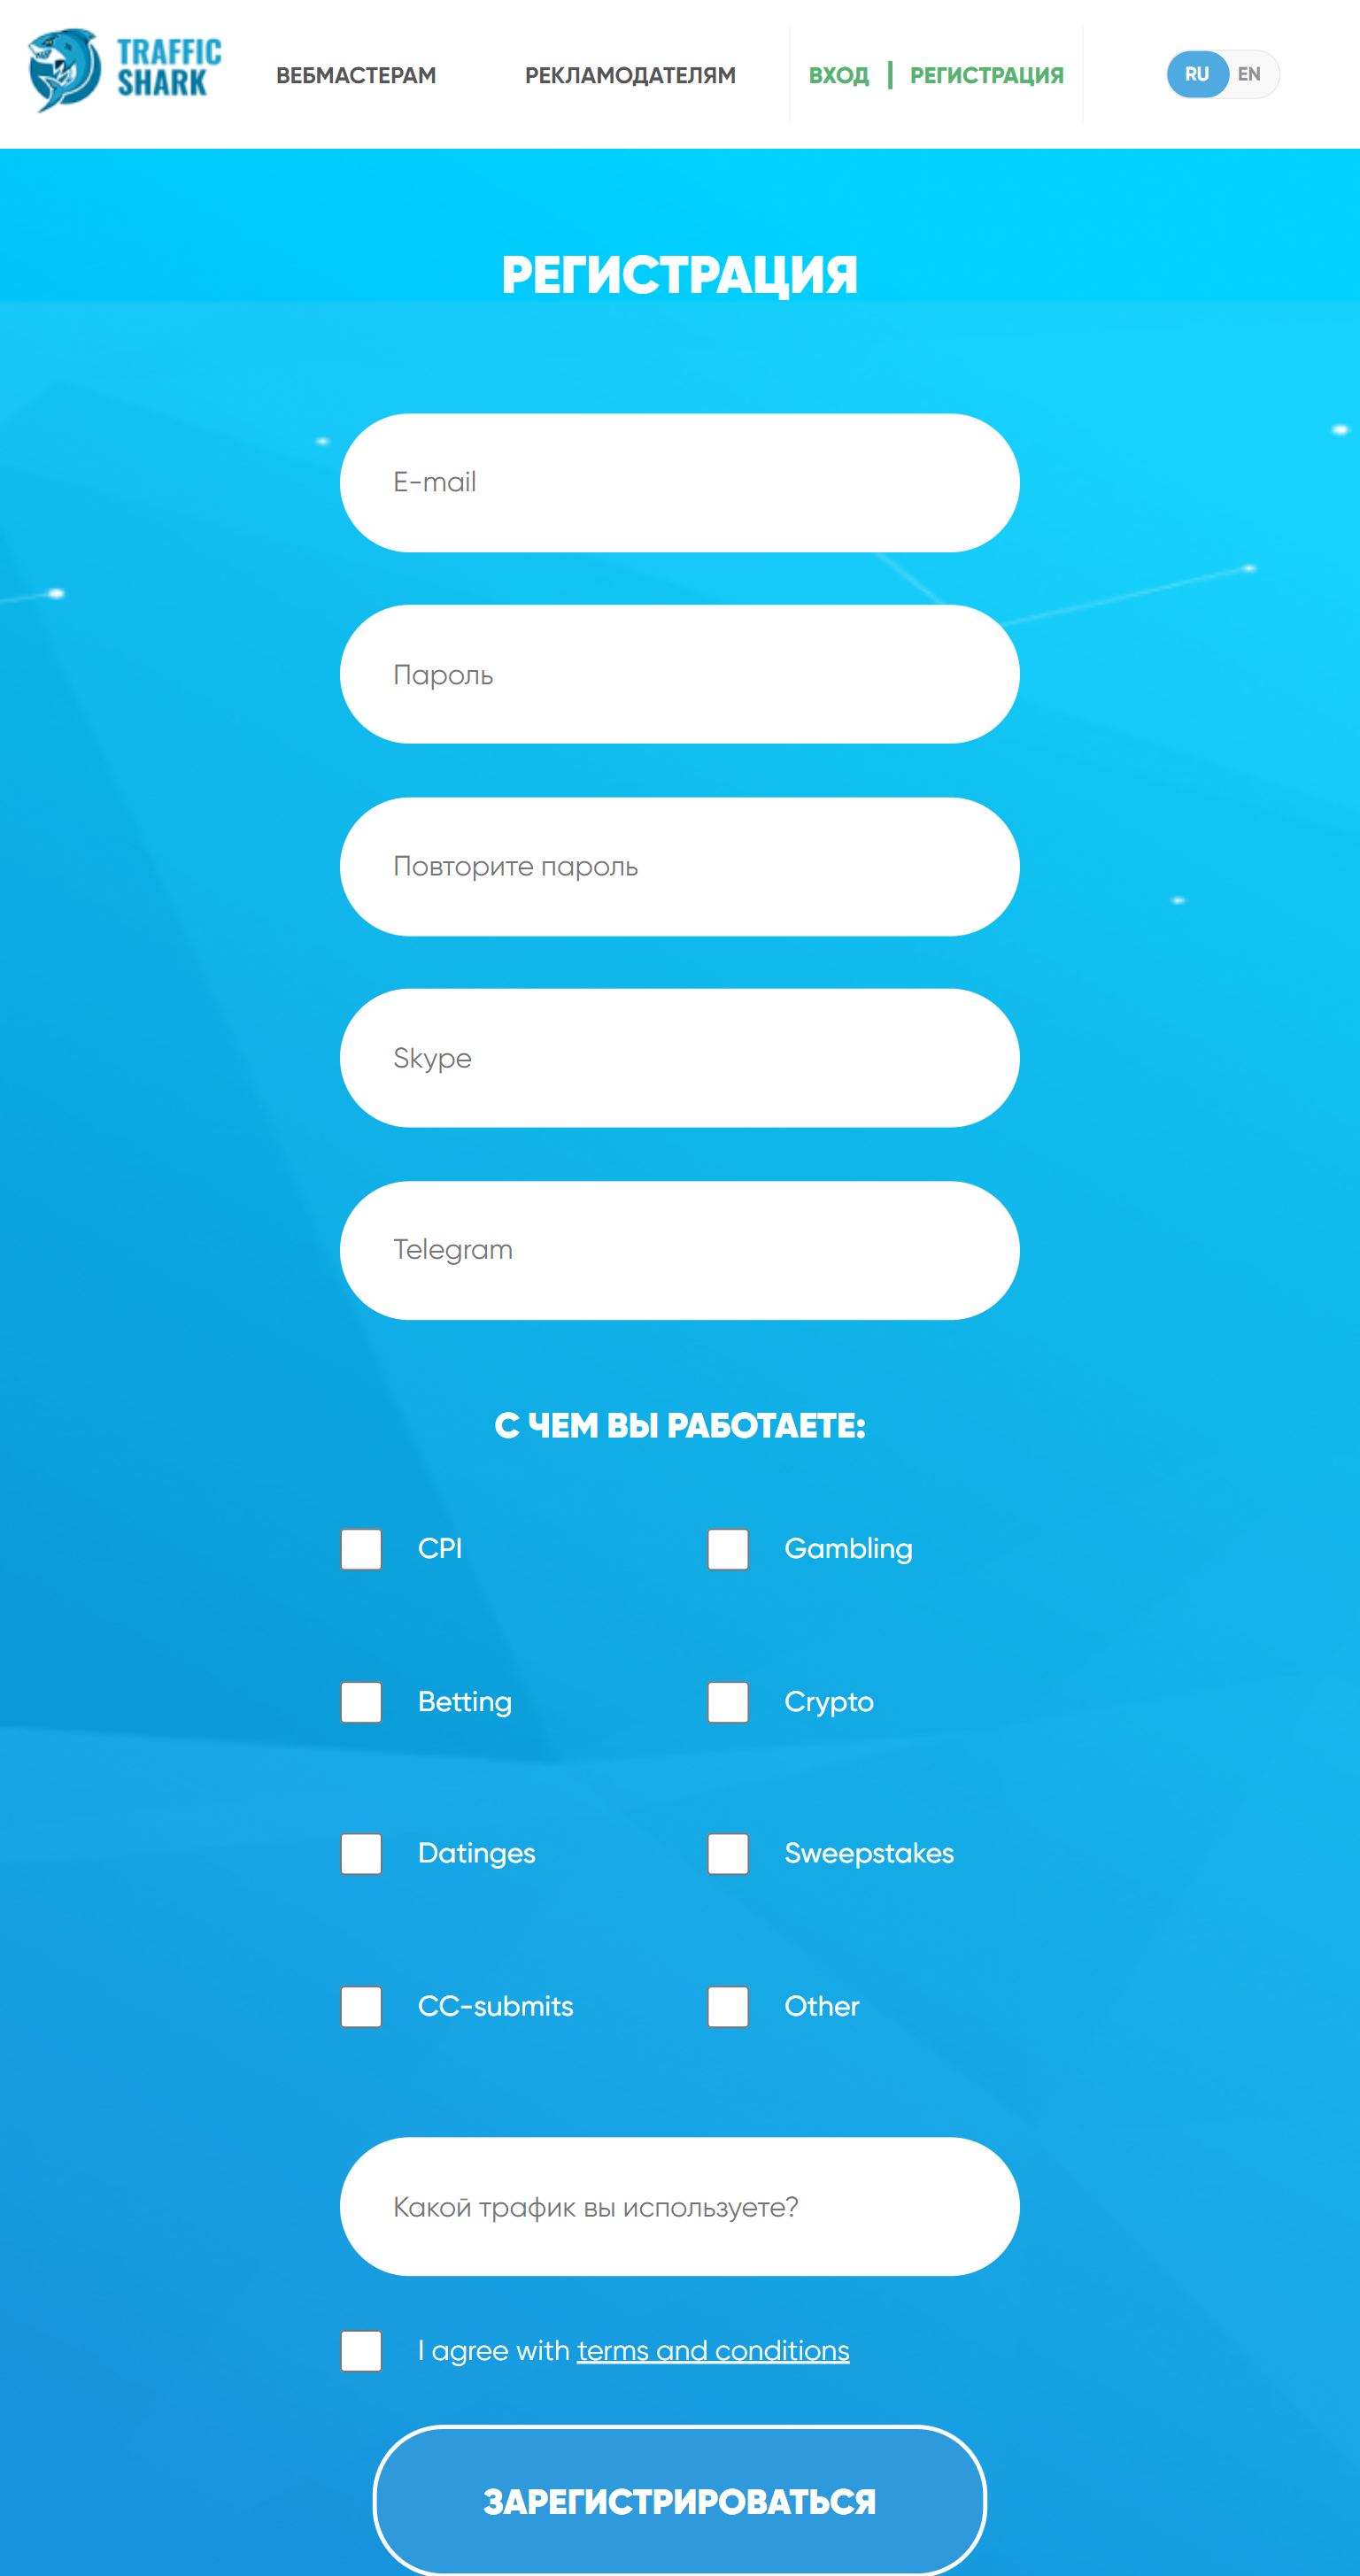 TRAFFIC
SHARK
ВЕБМАСТЕРАМ
РЕКЛАМОДАТЕЛЯМ
ВХОД | РЕГИСТРАЦИЯ
RU EN
РЕГИСТРАЦИЯ
E-mail
Пароль
Повторите пароль
Skype
Telegram
С ЧЕМ ВЫ РАБОТАЕТЕ:
CPI
Gambling
Betting
Crypto
Datinges
Sweepstakes
CC-submits
Other
Какой трафик вы используете?
I agree with terms and conditions
ЗАРЕГИСТРИРОВАТЬСЯ